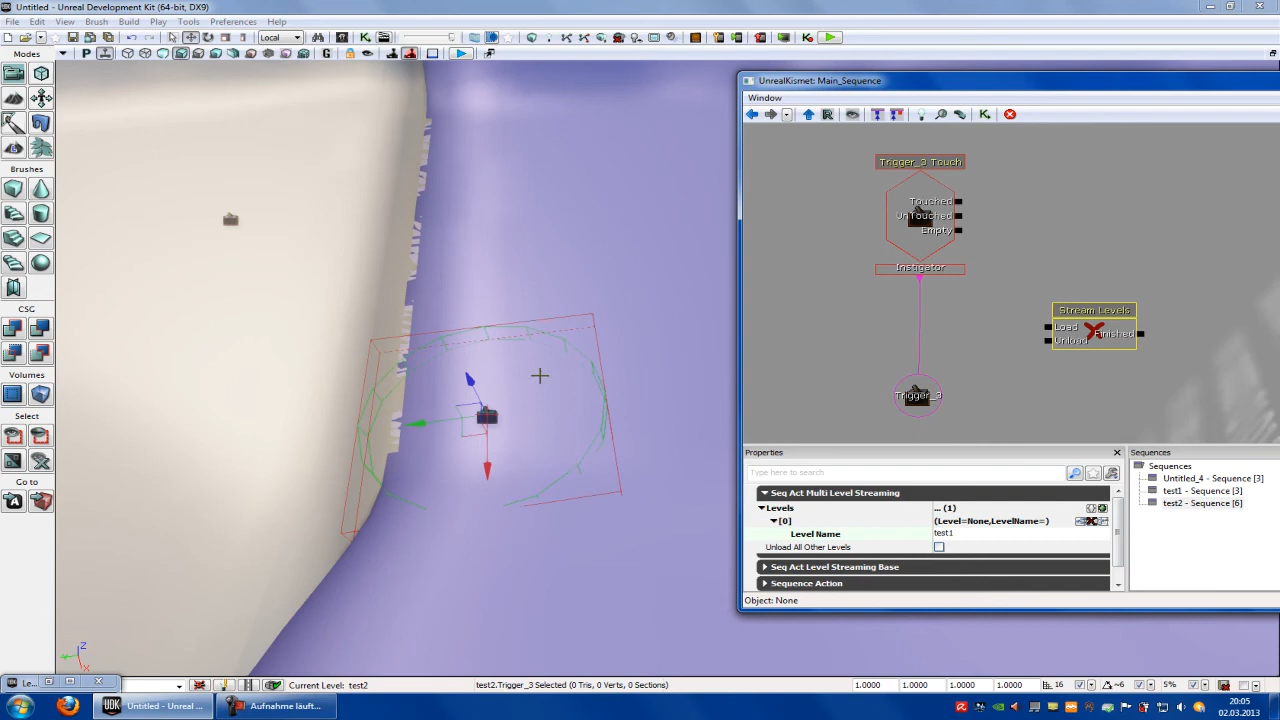 Untitled - Unreal Development Kit (64-bit, DX9)
File Edit View Brush Build Play Tools Preferences Help
Local
P
G
Modes
Brushes
CSG
Volumes
Select
Go to
UnrealKismet: Main_Sequence
Window
Trigger_3 Touch
Touched
UnTouched
Empty
Instigator
Trigger_3
Stream Levels
Load
Unload
Finished
Properties
Type here to search
Seq Act Multi Level Streaming
Levels ... (1)
[0] (Level=None,LevelName=)
Level Name test1
Unload All Other Levels
Seq Act Level Streaming Base
Sequence Action
Object: None
Sequences
Sequences
Untitled_4 - Sequence [3]
test1 - Sequence [3]
test2 - Sequence [6]
Z
X
Le...
Current Level: test2
test2.Trigger_3 Selected (0 Tris, 0 Verts, 0 Sections)
1.0000 1.0000 1.0000 1.0000 16 ~6 5%
UDK Untitled - Unreal ...
Aufnahme läuft...
20:05
02.03.2013